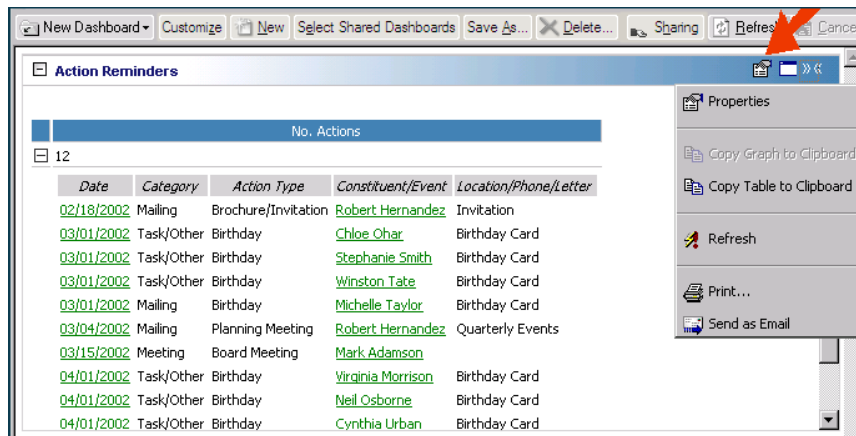 New Dashboard Customize New Select Shared Dashboards Save As... Delete... Sharing Refresh Cance
Action Reminders
Properties
No. Actions
12
Copy Graph to Clipboard
Copy Table to Clipboard
Date Category Action Type Constituent/Event Location/Phone/Letter
02/18/2002 Mailing Brochure/Invitation Robert Hernandez Invitation
03/01/2002 Task/Other Birthday Chloe Ohar Birthday Card
Refresh
03/01/2002 Task/Other Birthday Stephanie Smith Birthday Card
03/01/2002 Task/Other Birthday Winston Tate Birthday Card
Print...
03/01/2002 Mailing Birthday Michelle Taylor Birthday Card
03/04/2002 Mailing Planning Meeting Robert Hernandez Quarterly Events
Send as Email
03/15/2002 Meeting Board Meeting Mark Adamson
04/01/2002 Task/Other Birthday Virginia Morrison Birthday Card
04/01/2002 Task/Other Birthday Neil Osborne Birthday Card
04/01/2002 Task/Other Birthday Cynthia Urban Birthday Card